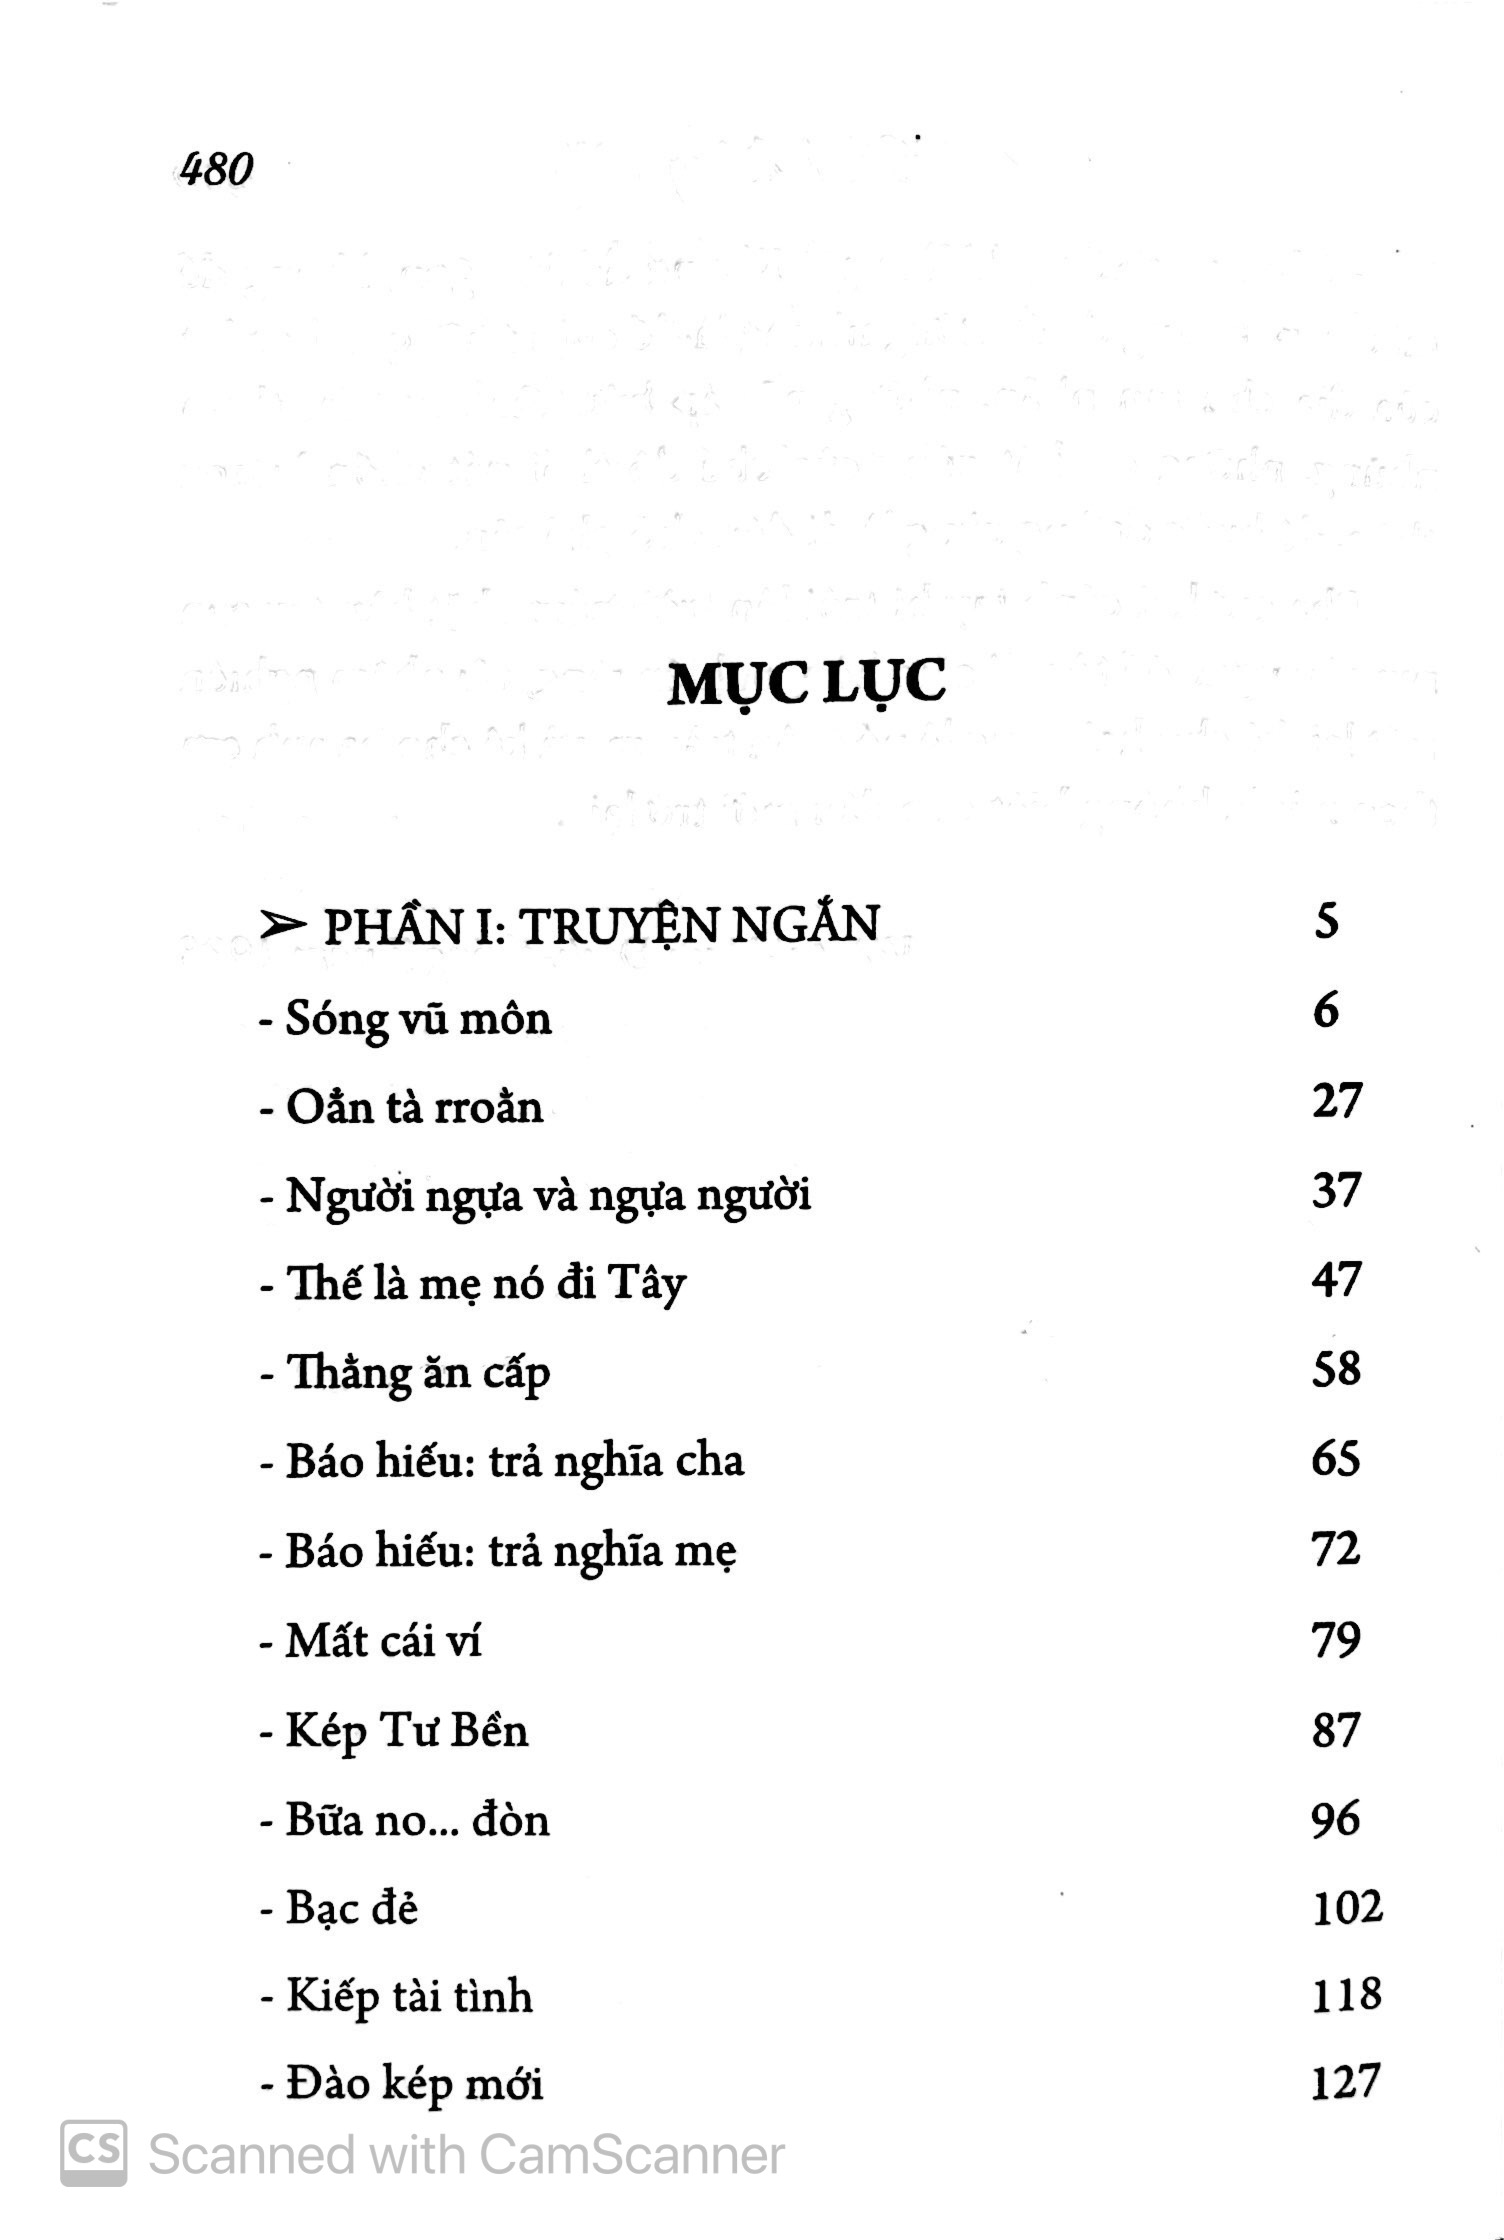 480
MỤC LỤC
➢ PHẦN I: TRUYỆN NGẮN 5
- Sóng vũ môn 6
- Oẳn tà rroằn 27
- Người ngựa và ngựa người 37
- Thế là mẹ nó đi Tây 47
- Thằng ăn cấp 58
- Báo hiếu: trả nghĩa cha 65
- Báo hiếu: trả nghĩa mẹ 72
- Mất cái ví 79
- Kép Tư Bền 87
- Bữa no... đòn 96
- Bạc đẻ 102
- Kiếp tài tình 118
- Đào kép mới 127
CS Scanned with CamScanner